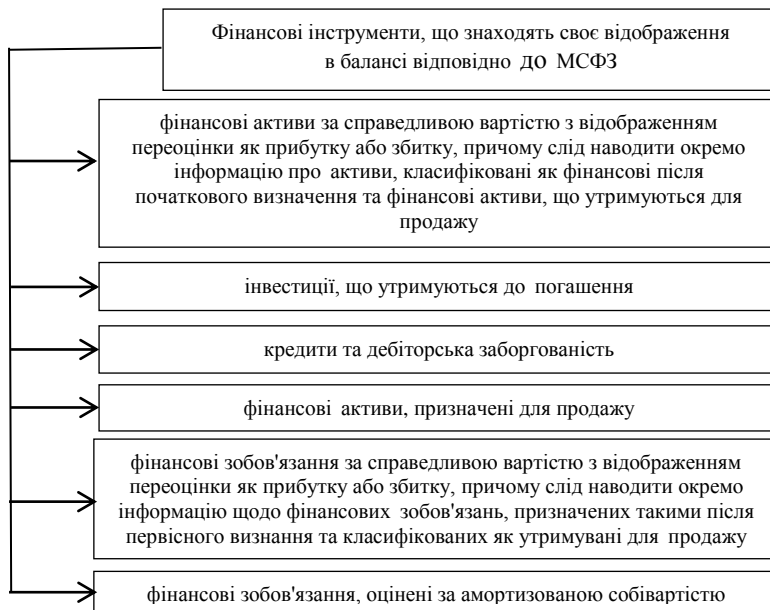 Фінансові інструменти, що знаходять своє відображення
в балансі відповідно до МСФЗ
фінансові активи за справедливою вартістю з відображенням
переоцінки як прибутку або збитку, причому слід наводити окремо
інформацію про активи, класифіковані як фінансові після
початкового визначення та фінансові активи, що утримуються для
продажу
інвестиції, що утримуються до погашення
кредити та дебіторська заборгованість
фінансові активи, призначені для продажу
фінансові зобов'язання за справедливою вартістю з відображенням
переоцінки як прибутку або збитку, причому слід наводити окремо
інформацію щодо фінансових зобов'язань, призначених такими після
первісного визнання та класифікованих як утримувані для продажу
фінансові зобов'язання, оцінені за амортизованою собівартістю